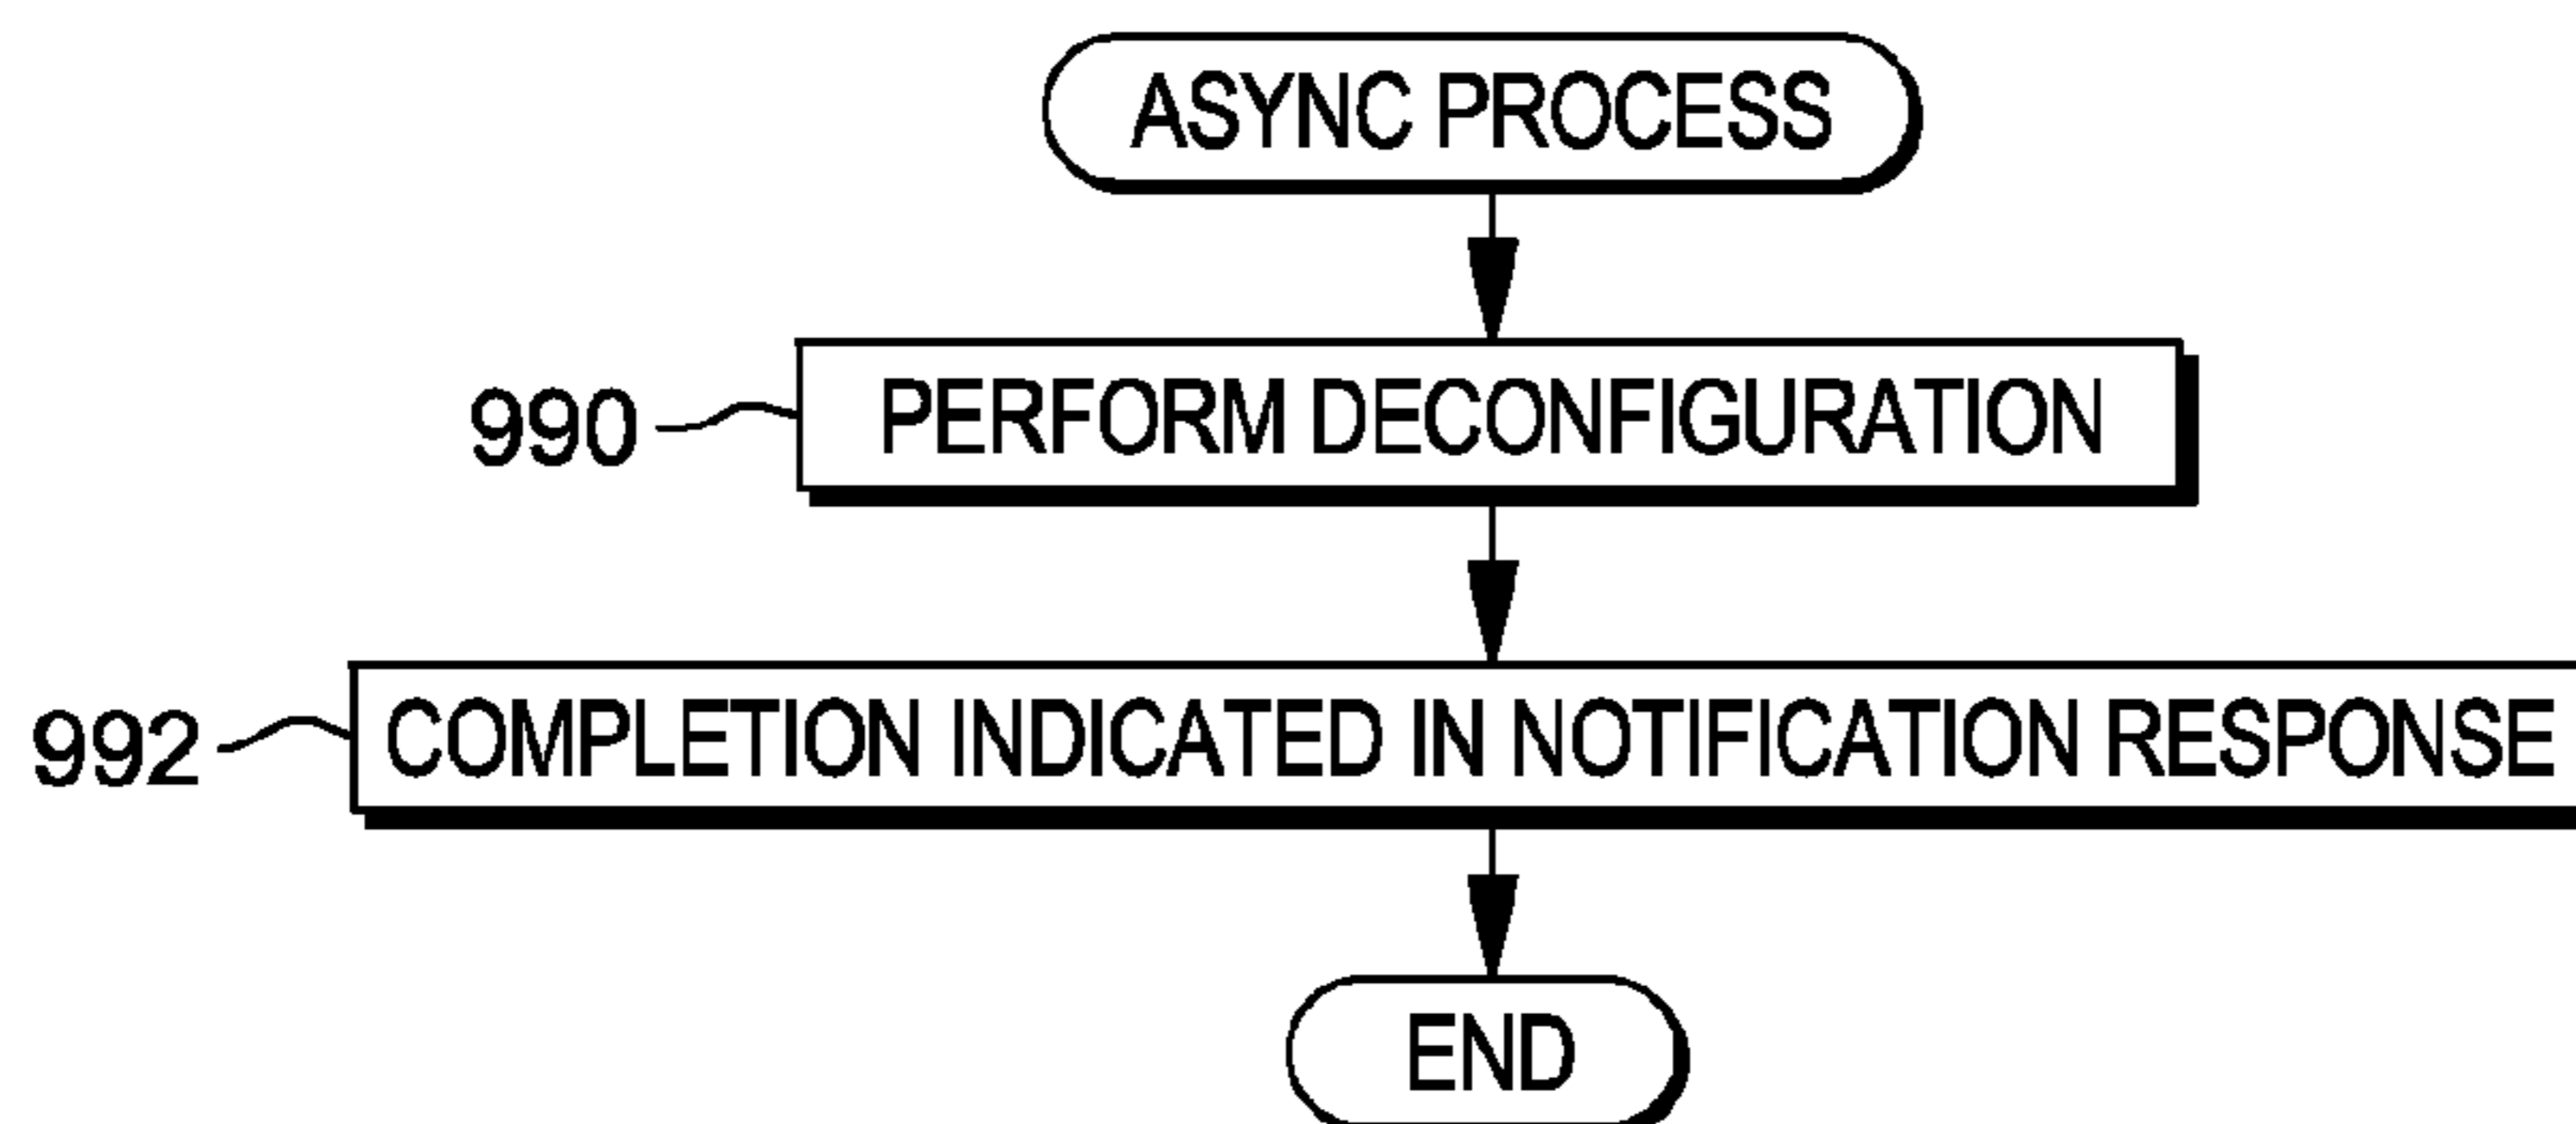 ASYNC PROCESS
990
PERFORM DECONFIGURATION
992
COMPLETION INDICATED IN NOTIFICATION RESPONSE
END